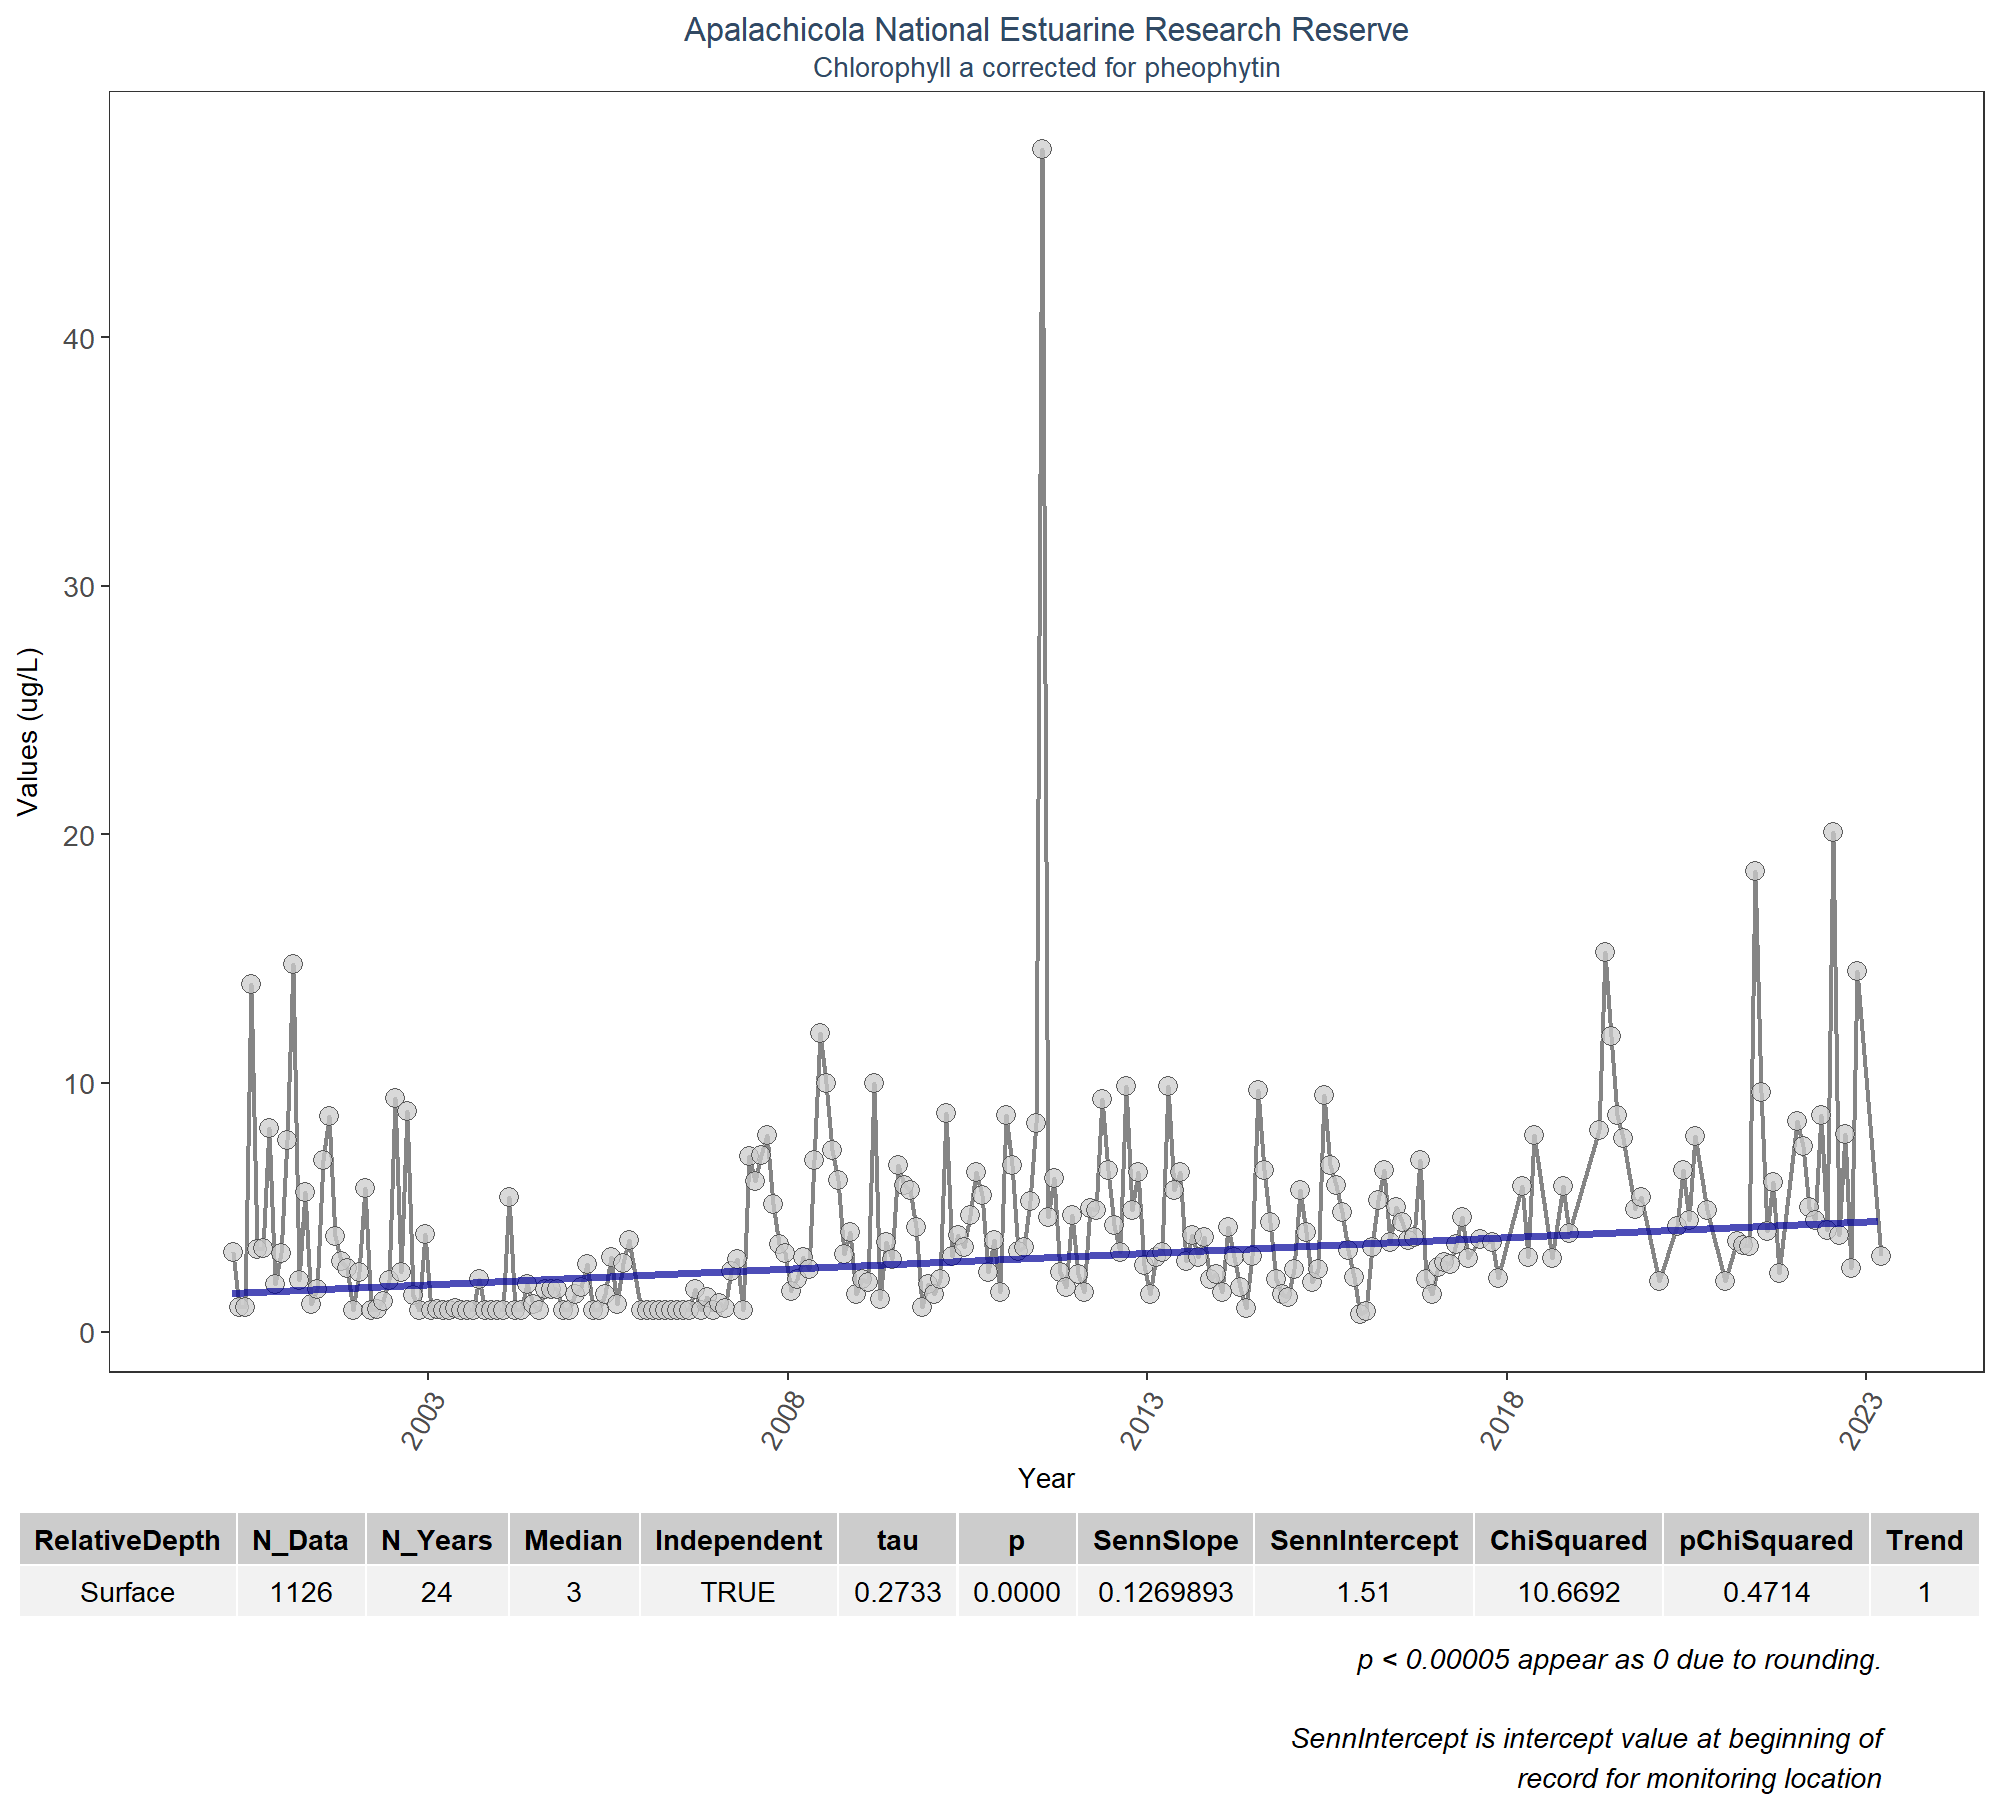 Apalachicola National Estuarine Research Reserve
Chlorophyll a corrected for pheophytin
Values (ug/L)
40
30
20
10
0
2003
2008
2013
2018
2023
Year
RelativeDepth N_Data N_Years Median Independent tau p SennSlope SennIntercept ChiSquared pChiSquared Trend
Surface 1126 24 3 TRUE 0.2733 0.0000 0.1269893 1.51 10.6692 0.4714 1
p < 0.00005 appear as 0 due to rounding.
SennIntercept is intercept value at beginning of
record for monitoring location